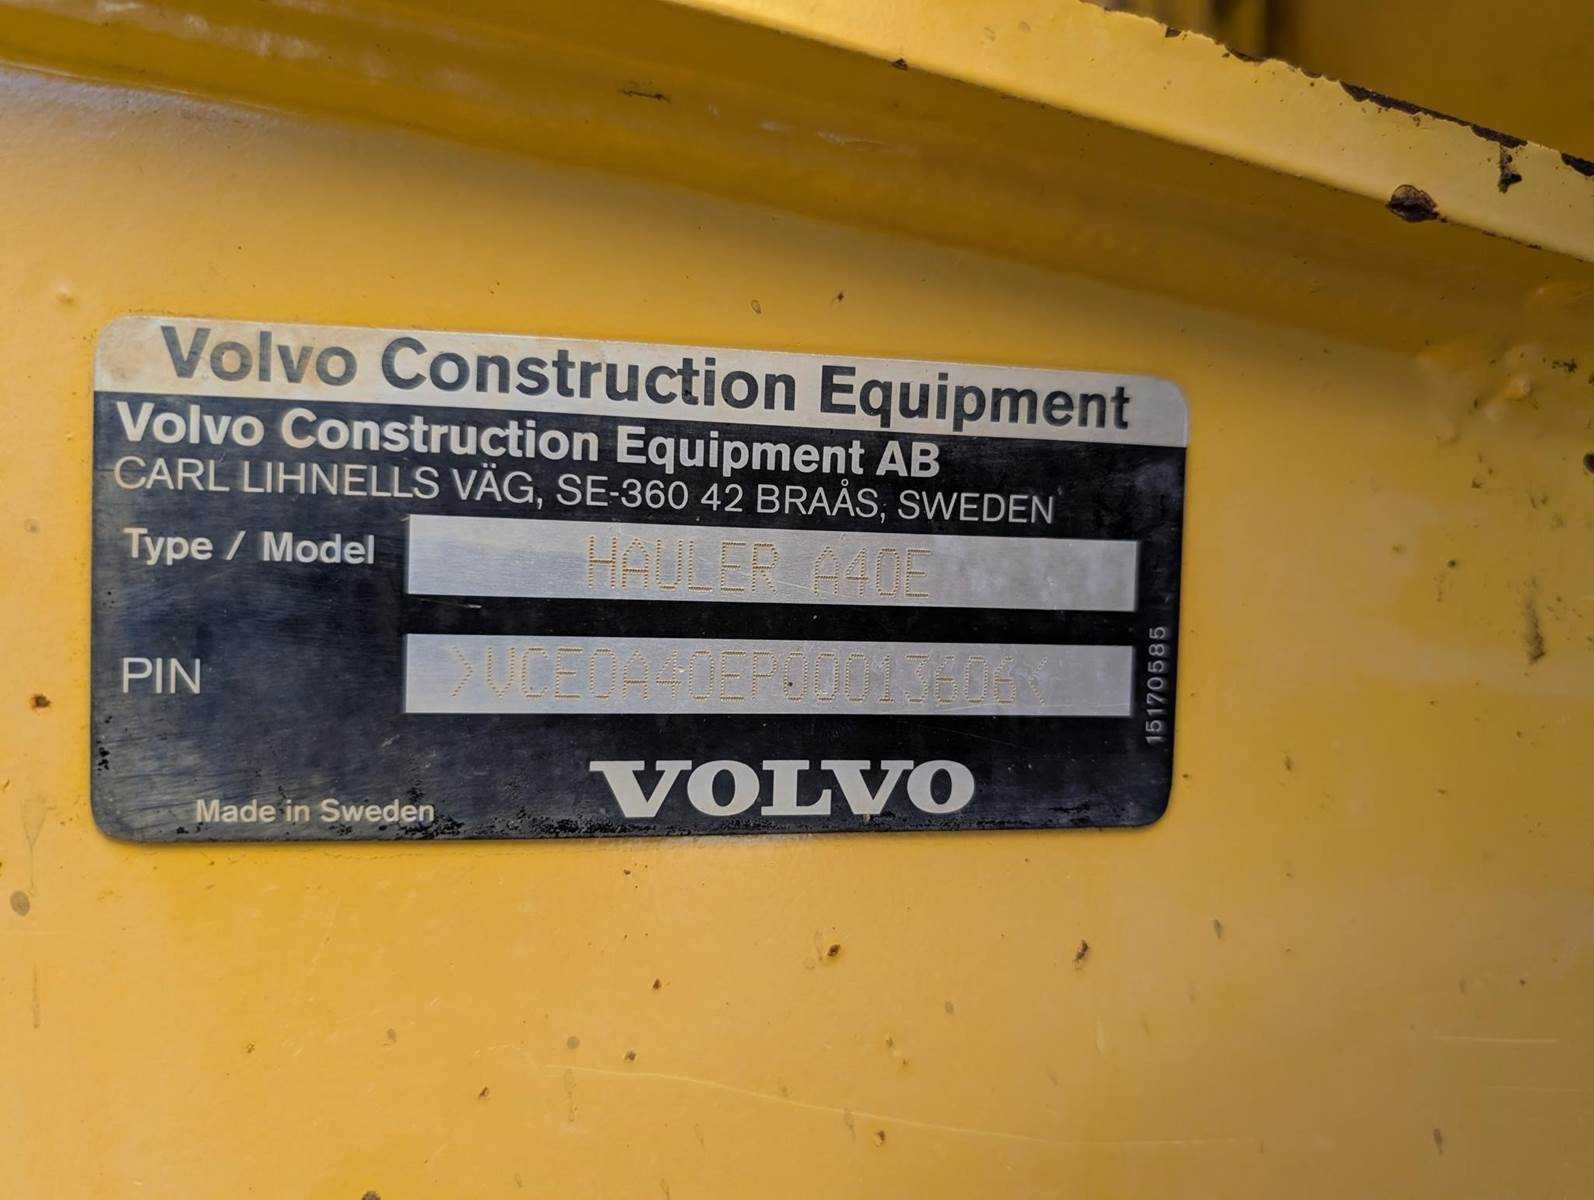 Volvo Construction Equipment
Volvo Construction Equipment AB
CARL LIHNELLS VÄG, SE-360 42 BRAÅS, SWEDEN
Type / Model HAULER A40E
PIN >VCE0A40EP00013606<
15170585
Made in Sweden VOLVO